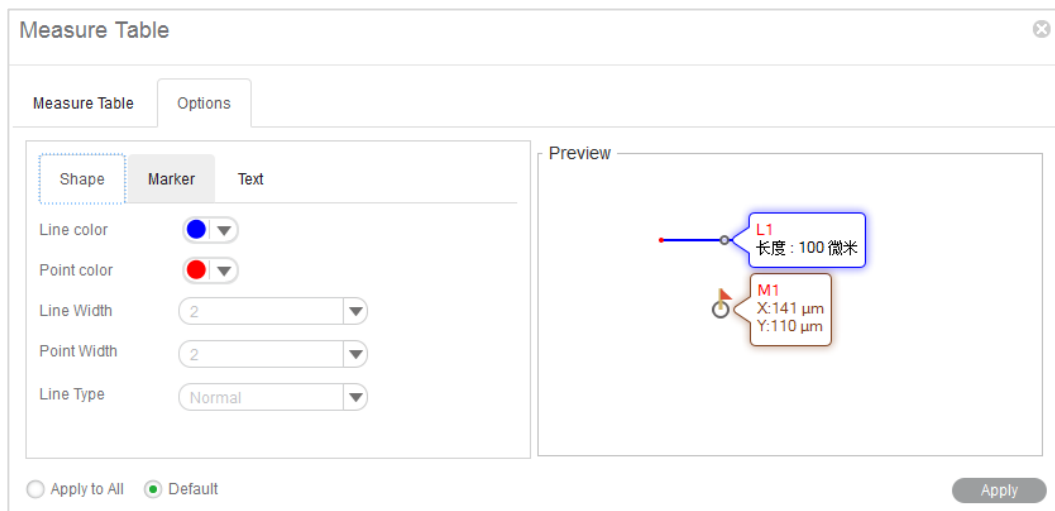 Measure Table
Measure Table
Options
Shape
Marker
Text
Line color
Point color
Line Width
2
Point Width
2
Line Type
Normal
Preview
L1
长度 : 100 微米
M1
X:141 μm
Y:110 μm
Apply to All
Default
Apply